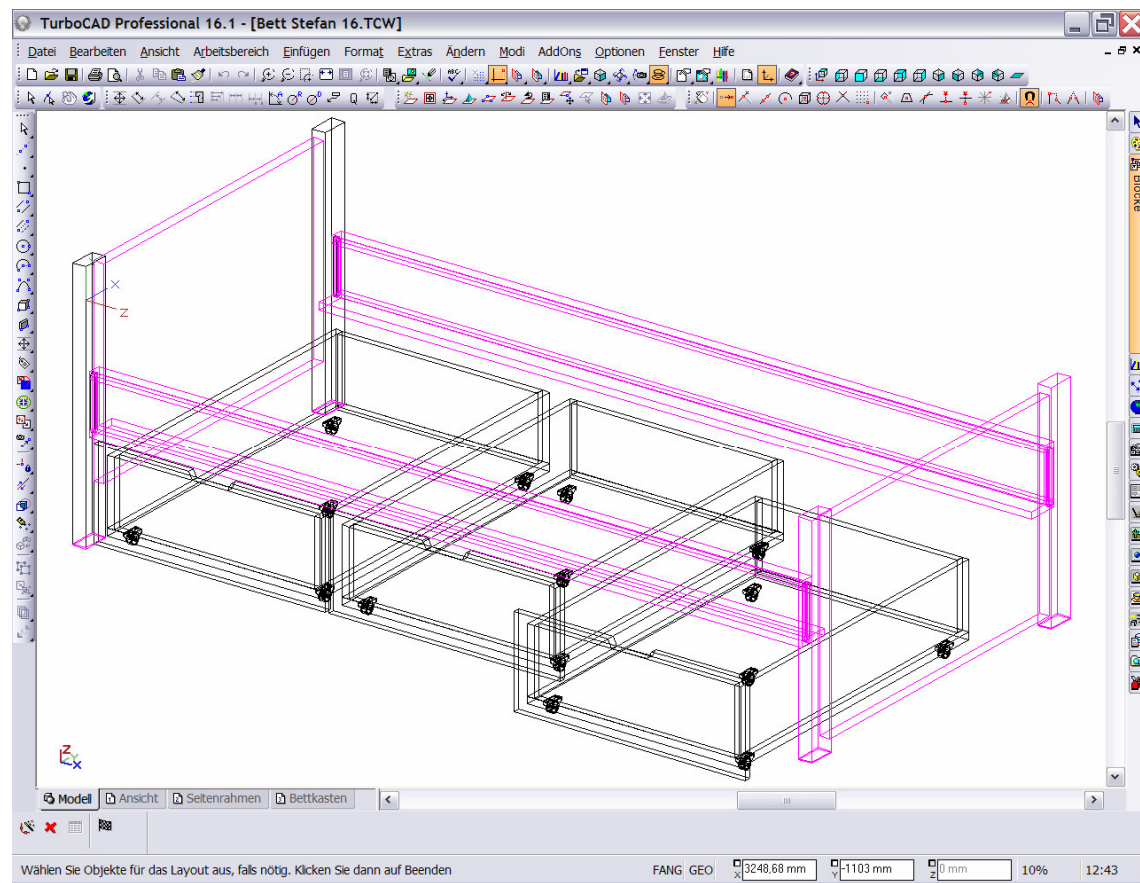 TurboCAD Professional 16.1 - [Bett Stefan 16.TCW]
Datei Bearbeiten Ansicht Arbeitsbereich Einfügen Format Extras Ändern Modi AddOns Optionen Fenster Hilfe
Blöcke
X
Z
Z
Y
X
Modell Ansicht Seitenrahmen Bettkasten
Wählen Sie Objekte für das Layout aus, falls nötig. Klicken Sie dann auf Beenden FANG GEO X 3248,68 mm Y -1103 mm Z 0 mm 10% 12:43